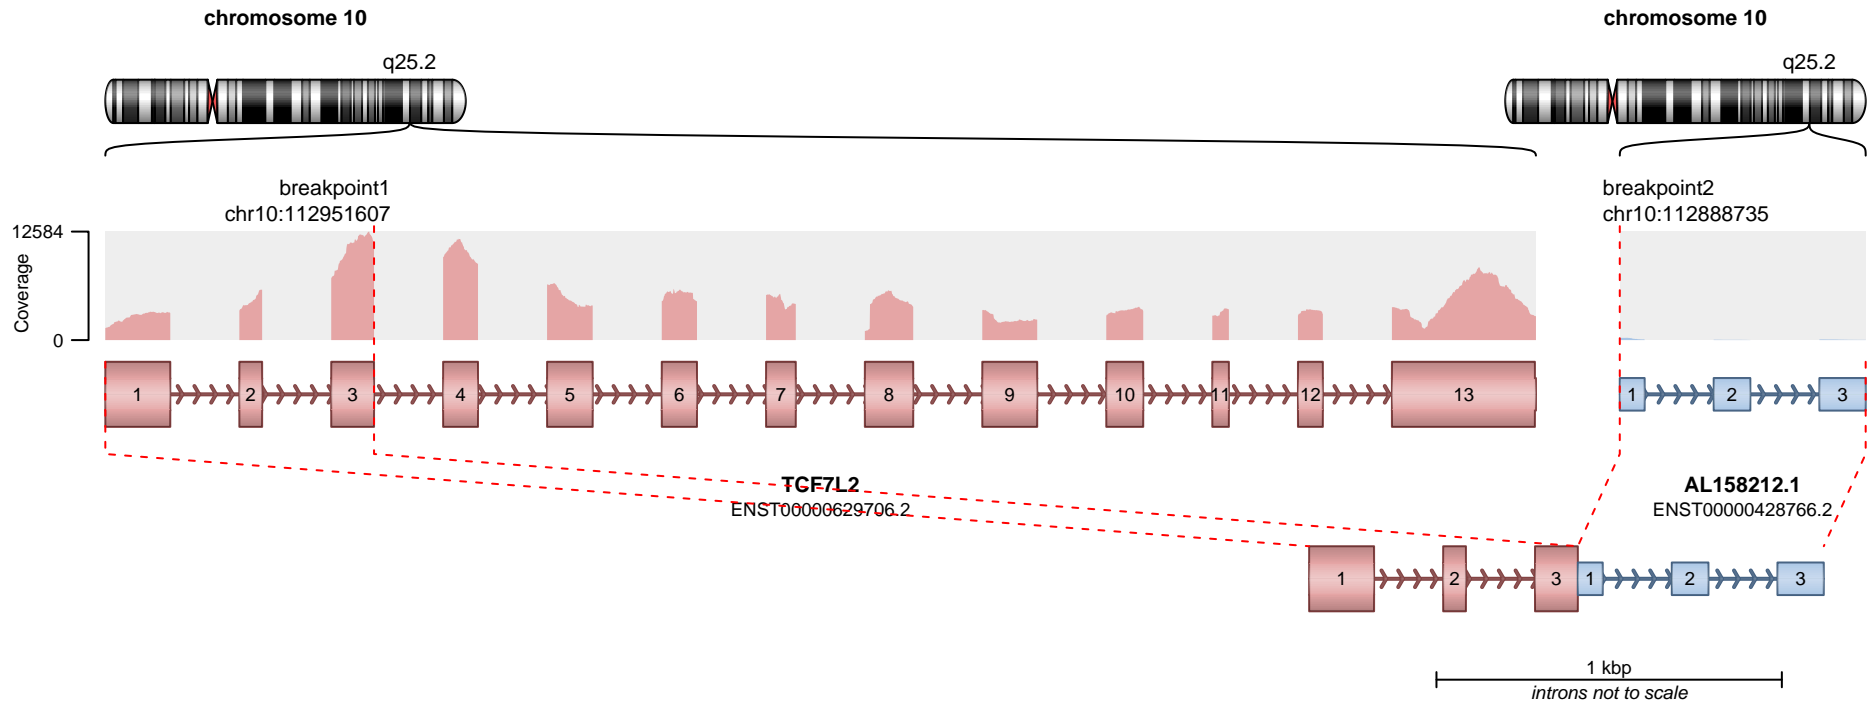 chromosome 10
chromosome 10
q25.2
q25.2
breakpoint1
chr10:112951607
breakpoint2
chr10:112888735
12584
Coverage
0
1 2 3 4 5 6 7 8 9 10 11 12 13
1 2 3
TCF7L2
ENST00000629706.2
AL158212.1
ENST00000428766.2
1 2 3 1 2 3
1 kbp
introns not to scale